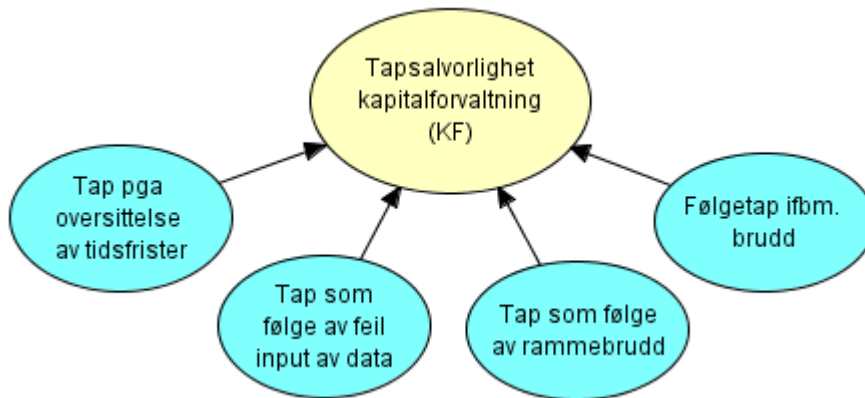 Tapsalvorlighet
kapitalforvaltning
(KF)
Tap pga
oversittelse
av tidsfrister
Tap som
følge av feil
input av data
Tap som følge
av rammebrudd
Følgetap ifbm.
brudd